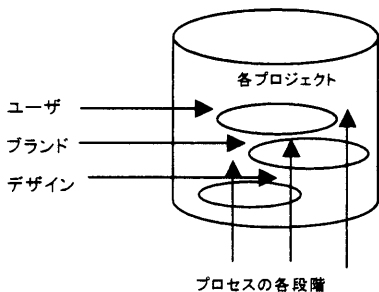 各プロジェクト
ユーザ
ブランド
デザイン
プロセスの各段階